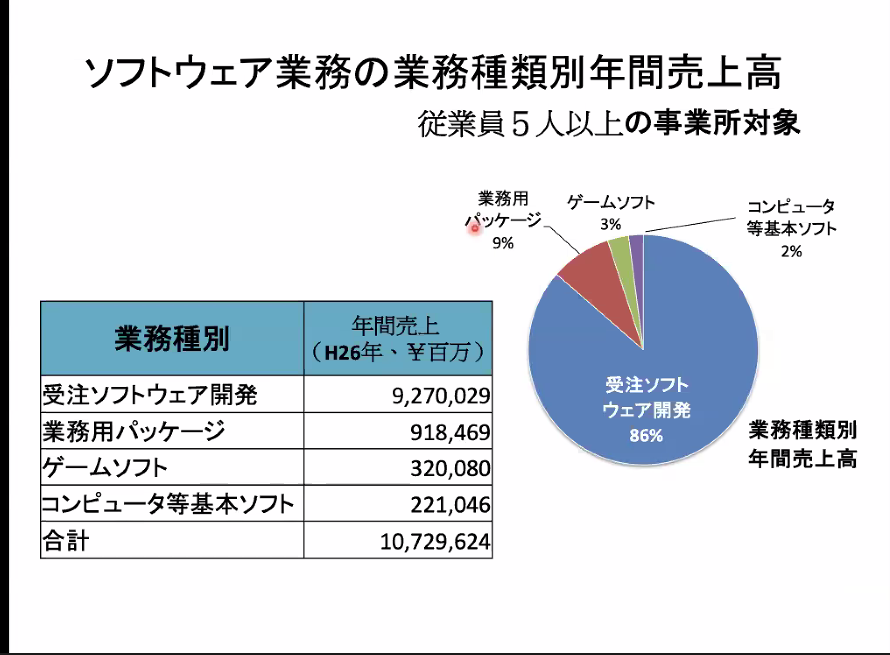 ソフトウェア業務の業務種類別年間売上高
従業員５人以上の事業所対象
業務用
パッケージ
9%
ゲームソフト
3%
コンピュータ
等基本ソフト
2%
受注ソフト
ウェア開発
86%
業務種類別
年間売上高
業務種別 年間売上
（H26年、￥百万）
受注ソフトウェア開発 9,270,029
業務用パッケージ 918,469
ゲームソフト 320,080
コンピュータ等基本ソフト 221,046
合計 10,729,624